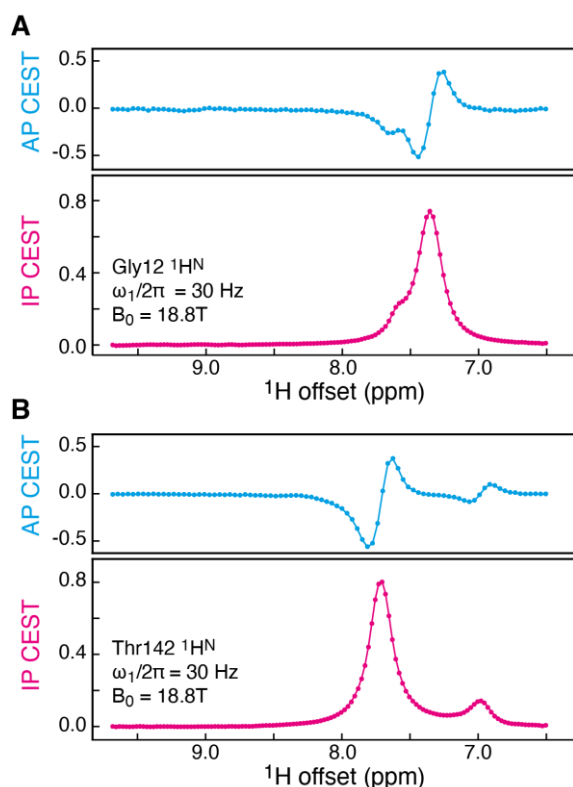 A
AP CEST
0.5
0.0
-0.5
IP CEST
0.8
0.4
0.0
Gly12 ¹Hᴺ
ω₁/2π = 30 Hz
B₀ = 18.8T
9.0 8.0 7.0
¹H offset (ppm)
B
AP CEST
0.5
0.0
-0.5
IP CEST
0.8
0.4
0.0
Thr142 ¹Hᴺ
ω₁/2π = 30 Hz
B₀ = 18.8T
9.0 8.0 7.0
¹H offset (ppm)